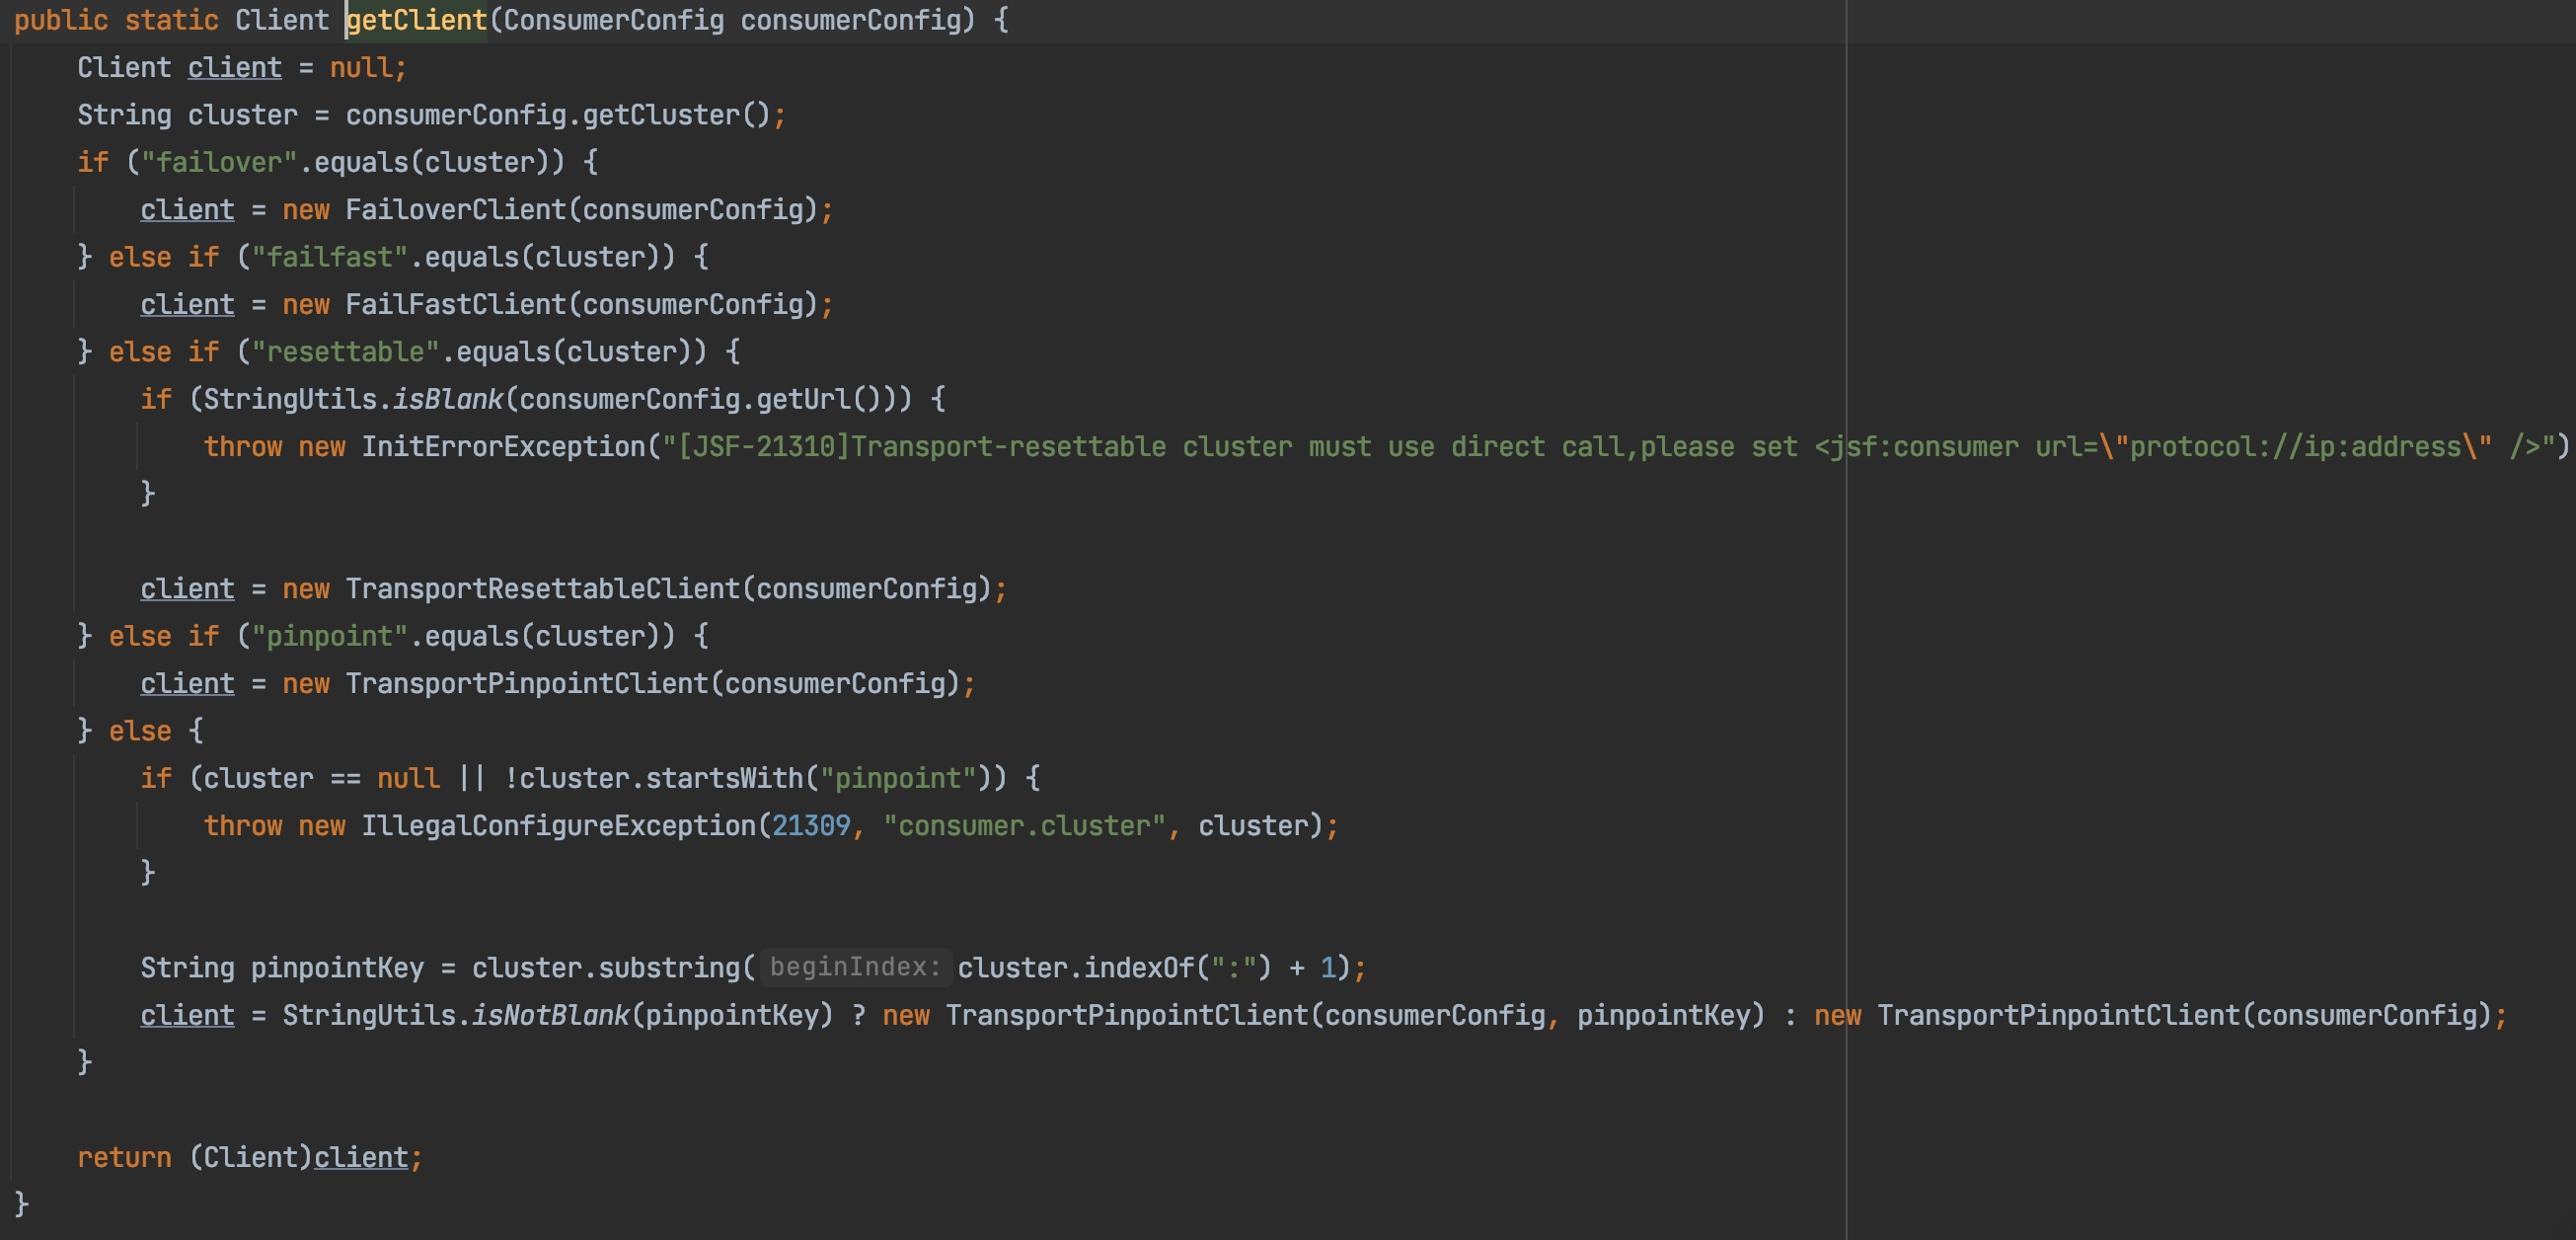 public static Client getClient(ConsumerConfig consumerConfig) {
Client client = null;
String cluster = consumerConfig.getCluster();
if ("failover".equals(cluster)) {
client = new FailoverClient(consumerConfig);
} else if ("failfast".equals(cluster)) {
client = new FailFastClient(consumerConfig);
} else if ("resettable".equals(cluster)) {
if (StringUtils.isBlank(consumerConfig.getUrl())) {
throw new InitErrorException("[JSF-21310]Transport-resettable cluster must use direct call,please set <jsf:consumer url=\"protocol://ip:address\" />")
}
client = new TransportResettableClient(consumerConfig);
} else if ("pinpoint".equals(cluster)) {
client = new TransportPinpointClient(consumerConfig);
} else {
if (cluster == null || !cluster.startsWith("pinpoint")) {
throw new IllegalConfigureException(21309, "consumer.cluster", cluster);
}
String pinpointKey = cluster.substring( beginIndex: cluster.indexOf(":") + 1);
client = StringUtils.isNotBlank(pinpointKey) ? new TransportPinpointClient(consumerConfig, pinpointKey) : new TransportPinpointClient(consumerConfig);
}
return (Client)client;
}